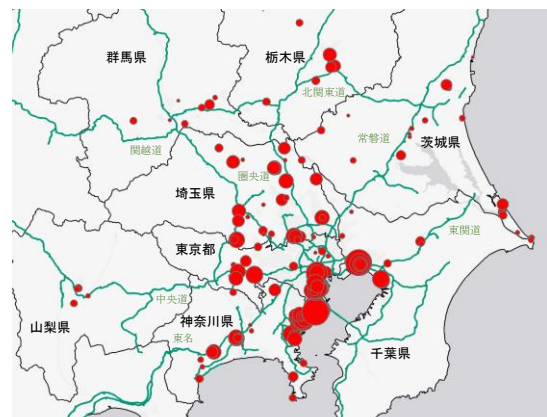 群馬県
栃木県
北関東道
常磐道
茨城県
関越道
圏央道
埼玉県
東京都
東関道
中央道
山梨県
神奈川県
東名
千葉県